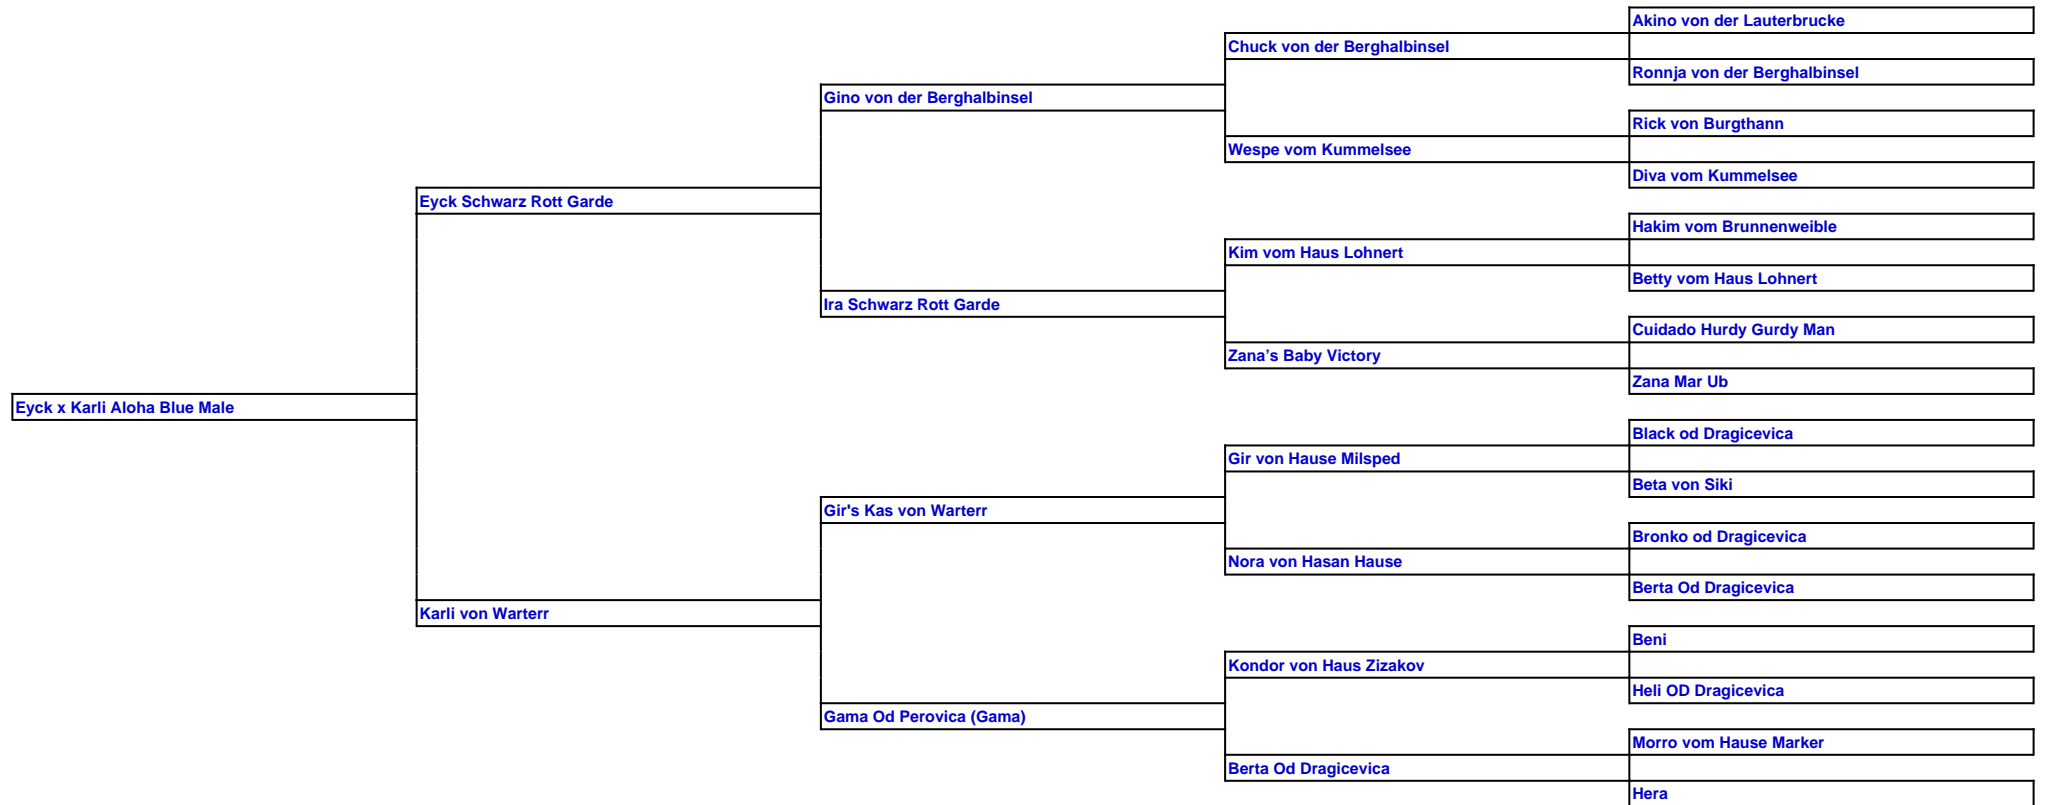 Akino von der Lauterbrucke
Chuck von der Berghalbinsel
Ronnja von der Berghalbinsel
Gino von der Berghalbinsel
Rick von Burgthann
Wespe vom Kummelsee
Diva vom Kummelsee
Eyck Schwarz Rott Garde
Hakim vom Brunnenweible
Kim vom Haus Lohnert
Betty vom Haus Lohnert
Ira Schwarz Rott Garde
Cuidado Hurdy Gurdy Man
Zana’s Baby Victory
Zana Mar Ub
Eyck x Karli Aloha Blue Male
Black od Dragicevica
Gir von Hause Milsped
Beta von Siki
Gir's Kas von Warterr
Bronko od Dragicevica
Nora von Hasan Hause
Berta Od Dragicevica
Karli von Warterr
Beni
Kondor von Haus Zizakov
Heli OD Dragicevica
Gama Od Perovica (Gama)
Morro vom Hause Marker
Berta Od Dragicevica
Hera